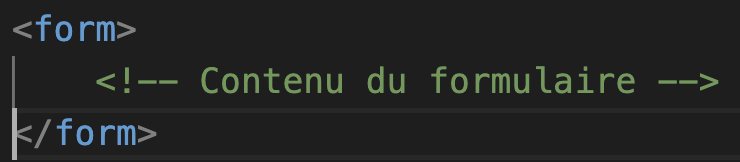 <form>
<!-- Contenu du formulaire -->
</form>